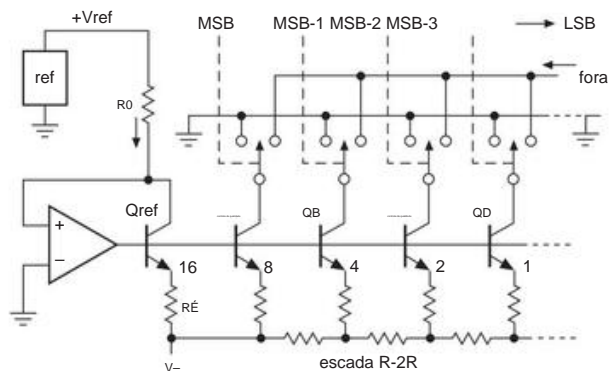 +Vref
MSB MSB-1 MSB-2 MSB-3 LSB
ref
R0
fora
Qref
QB
QD
+
–
16 8 4 2 1
RÉ
V–
escada R-2R